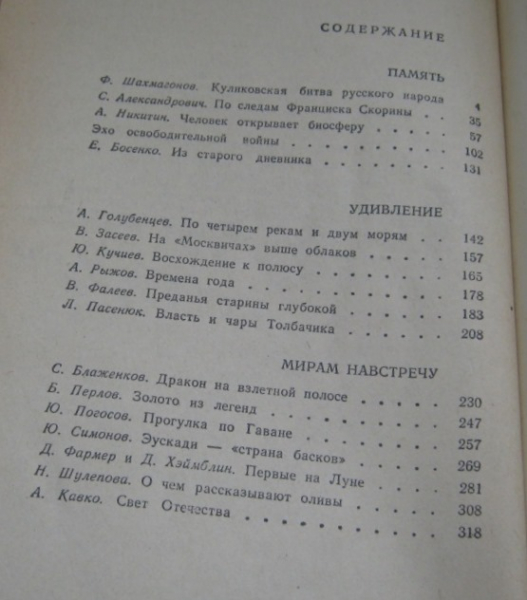 СОДЕРЖАНИЕ
ПАМЯТЬ
Ф. Шахмагонов. Куликовская битва русского народа 4
С. Александрович. По следам Франциска Скорины . . 35
А. Никитин. Человек открывает биосферу . . . . . 57
Эхо освободительной войны . . . . . . . . 102
Е. Босенко. Из старого дневника . . . . . . . 131
УДИВЛЕНИЕ
А. Голубенцев. По четырем рекам и двум морям . . 142
В. Засеев. На «Москвичах» выше облаков . . . . 157
Ю. Кучиев. Восхождение к полюсу . . . . . . 165
А. Рыжов. Времена года . . . . . . . . . 178
В. Фалеев. Преданья старины глубокой . . . . . 183
Л. Пасенюк. Власть и чары Толбачика . . . . . 208
МИРАМ НАВСТРЕЧУ
С. Блаженков. Дракон на взлетной полосе . . . . 230
Б. Перлов. Золото из легенд . . . . . . . . 247
Ю. Погосов. Прогулка по Гаване . . . . . . . 257
Ю. Симонов. Эускади — «страна басков» . . . . . 269
Д. Фармер и Д. Хэймблин. Первые на Луне . . . . 281
Н. Шулепова. О чем рассказывают оливы . . . . . 308
А. Кавко. Свет Отечества . . . . . . . . . 318